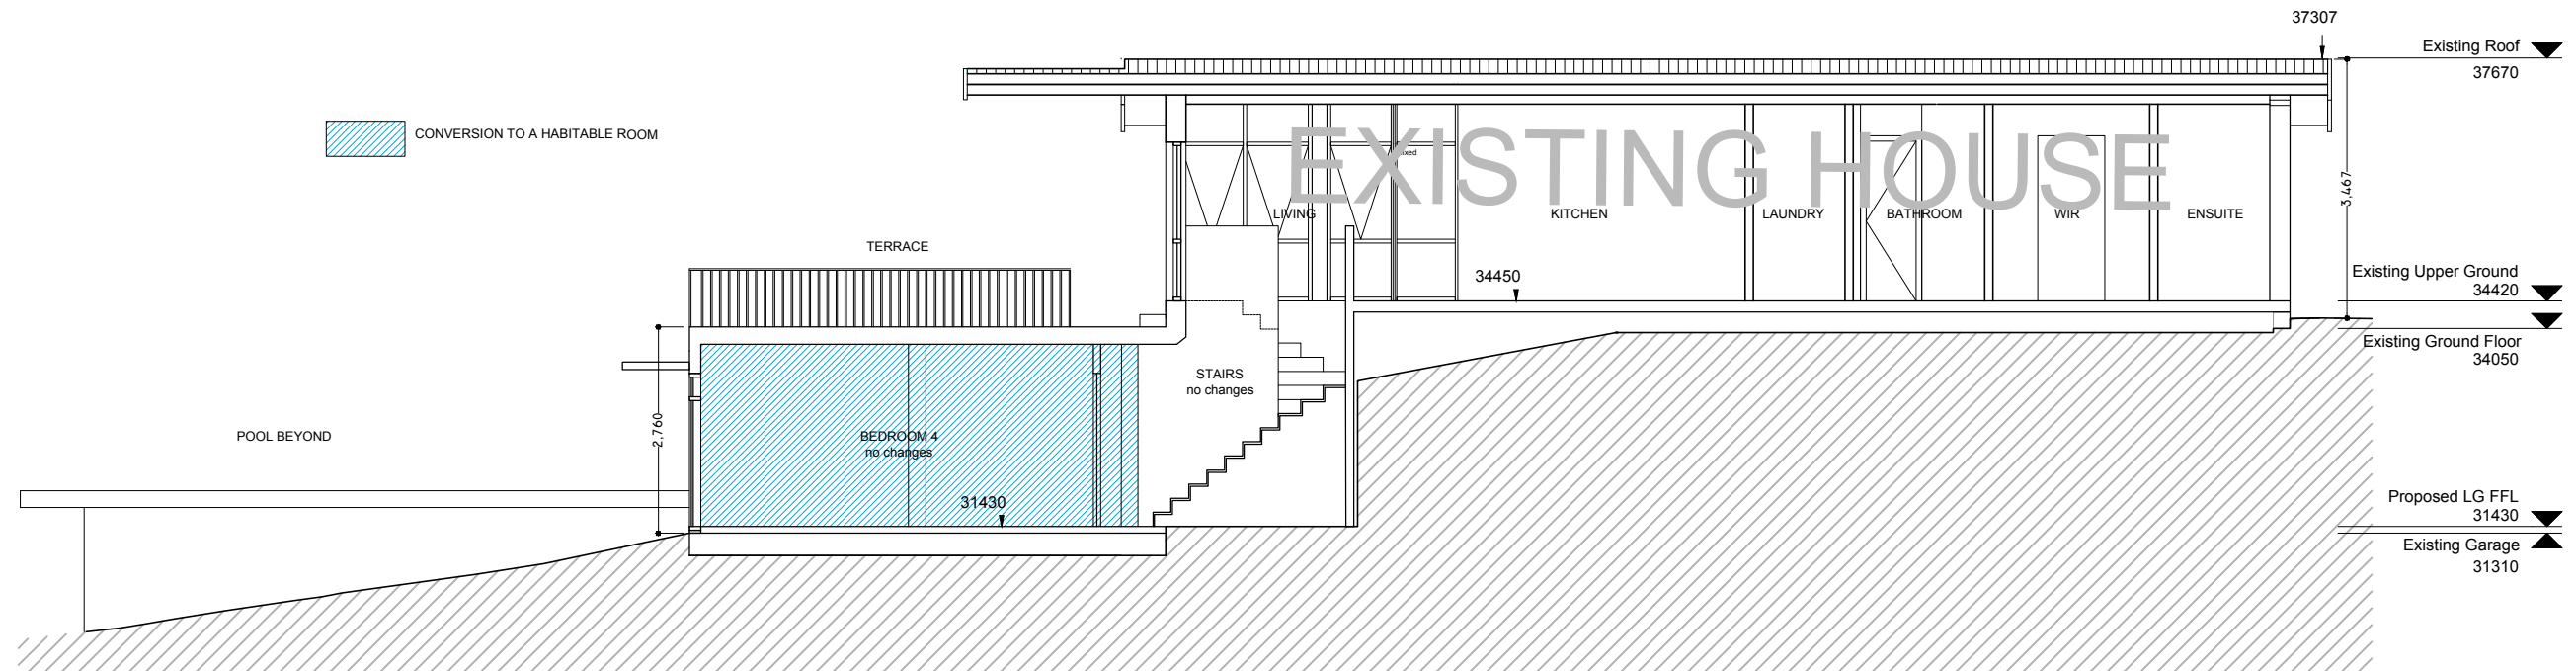 37307
Existing Roof
37670
CONVERSION TO A HABITABLE ROOM
EXISTING HOUSE
LIVING
KITCHEN
LAUNDRY
BATHROOM
WIR
ENSUITE
3,467
TERRACE
34450
Existing Upper Ground
34420
Existing Ground Floor
34050
STAIRS
no changes
2,760
POOL BEYOND
BEDROOM 4
no changes
31430
Proposed LG FFL
31430
Existing Garage
31310